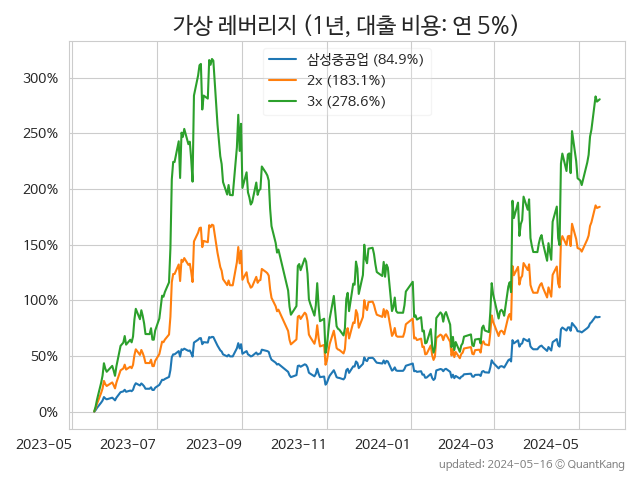 가상 레버리지 (1년, 대출 비용: 연 5%)
삼성중공업 (84.9%)
2x (183.1%)
3x (278.6%)
300%
250%
200%
150%
100%
50%
0%
2023-05 2023-07 2023-09 2023-11 2024-01 2024-03 2024-05
updated: 2024-05-16 ⓒ QuantKang